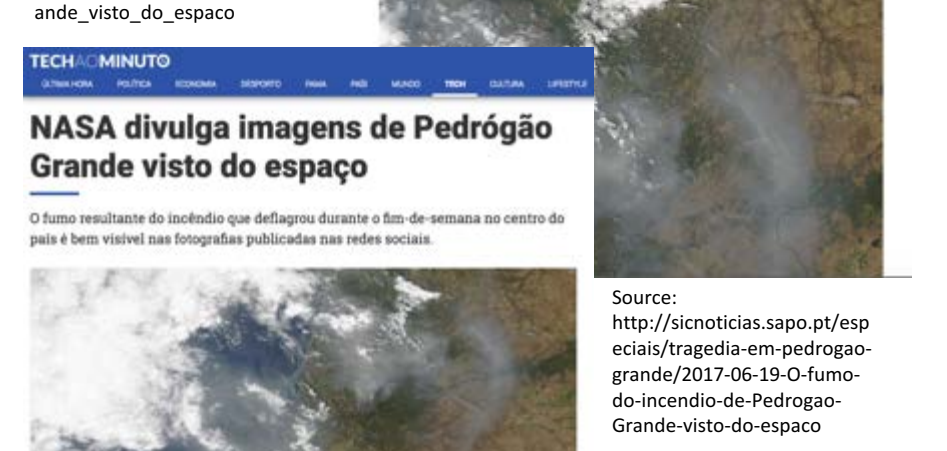 ande_visto_do_espaco
TECHAOMINUTO
ÚLTIMA HORA POLÍTICA ECONOMIA DESPORTO FAMA PAÍS MUNDO TECH CULTURA LIFESTYLE
NASA divulga imagens de Pedrógão
Grande visto do espaço
O fumo resultante do incêndio que deflagrou durante o fim-de-semana no centro do
país é bem visível nas fotografias publicadas nas redes sociais.
Source:
http://sicnoticias.sapo.pt/esp
eciais/tragedia-em-pedrogao-
grande/2017-06-19-O-fumo-
do-incendio-de-Pedrogao-
Grande-visto-do-espaco